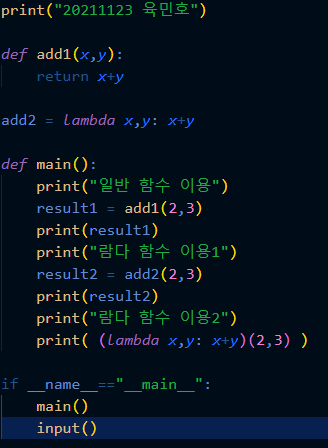 print("20211123 육민호")
def add1(x,y):
    return x+y
add2 = lambda x,y: x+y
def main():
    print("일반 함수 이용")
    result1 = add1(2,3)
    print(result1)
    print("람다 함수 이용1")
    result2 = add2(2,3)
    print(result2)
    print("람다 함수 이용2")
    print( (lambda x,y: x+y)(2,3) )
if __name__=="__main__":
    main()
    input()